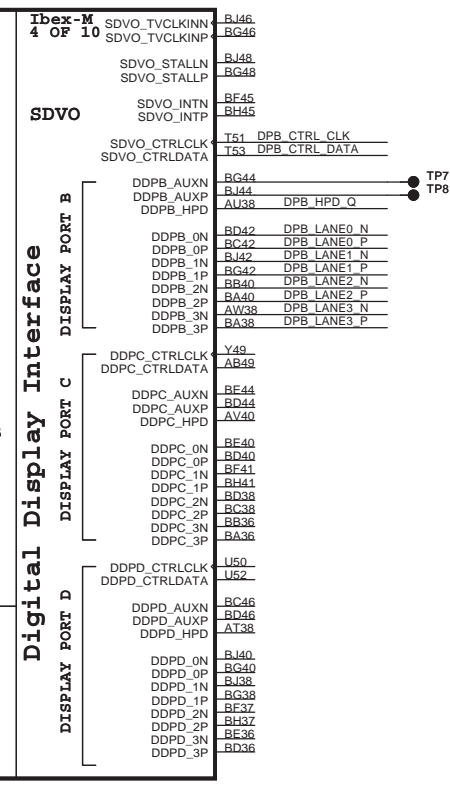 Ibex-M
4 OF 10
SDVO
Digital Display Interface
DISPLAY PORT B
DISPLAY PORT C
DISPLAY PORT D
SDVO_TVCLKINN BJ46
SDVO_TVCLKINP BG46
SDVO_STALLN BJ48
SDVO_STALLP BG48
SDVO_INTN BF45
SDVO_INTP BH45
SDVO_CTRLCLK T51 DPB_CTRL_CLK
SDVO_CTRLDATA T53 DPB_CTRL_DATA
DDPB_AUXN BG44 TP7
DDPB_AUXP BJ44 TP8
DDPB_HPD AU38 DPB_HPD_Q
DDPB_0N BD42 DPB_LANE0_N
DDPB_0P BC42 DPB_LANE0_P
DDPB_1N BJ42 DPB_LANE1_N
DDPB_1P BG42 DPB_LANE1_P
DDPB_2N BB40 DPB_LANE2_N
DDPB_2P BA40 DPB_LANE2_P
DDPB_3N AW38 DPB_LANE3_N
DDPB_3P BA38 DPB_LANE3_P
DDPC_CTRLCLK Y49
DDPC_CTRLDATA AB49
DDPC_AUXN BE44
DDPC_AUXP BD44
DDPC_HPD AV40
DDPC_0N BE40
DDPC_0P BD40
DDPC_1N BF41
DDPC_1P BH41
DDPC_2N BD38
DDPC_2P BC38
DDPC_3N BB36
DDPC_3P BA36
DDPD_CTRLCLK U50
DDPD_CTRLDATA U52
DDPD_AUXN BC46
DDPD_AUXP BD46
DDPD_HPD AT38
DDPD_0N BJ40
DDPD_0P BG40
DDPD_1N BJ38
DDPD_1P BG38
DDPD_2N BF37
DDPD_2P BH37
DDPD_3N BE36
DDPD_3P BD36